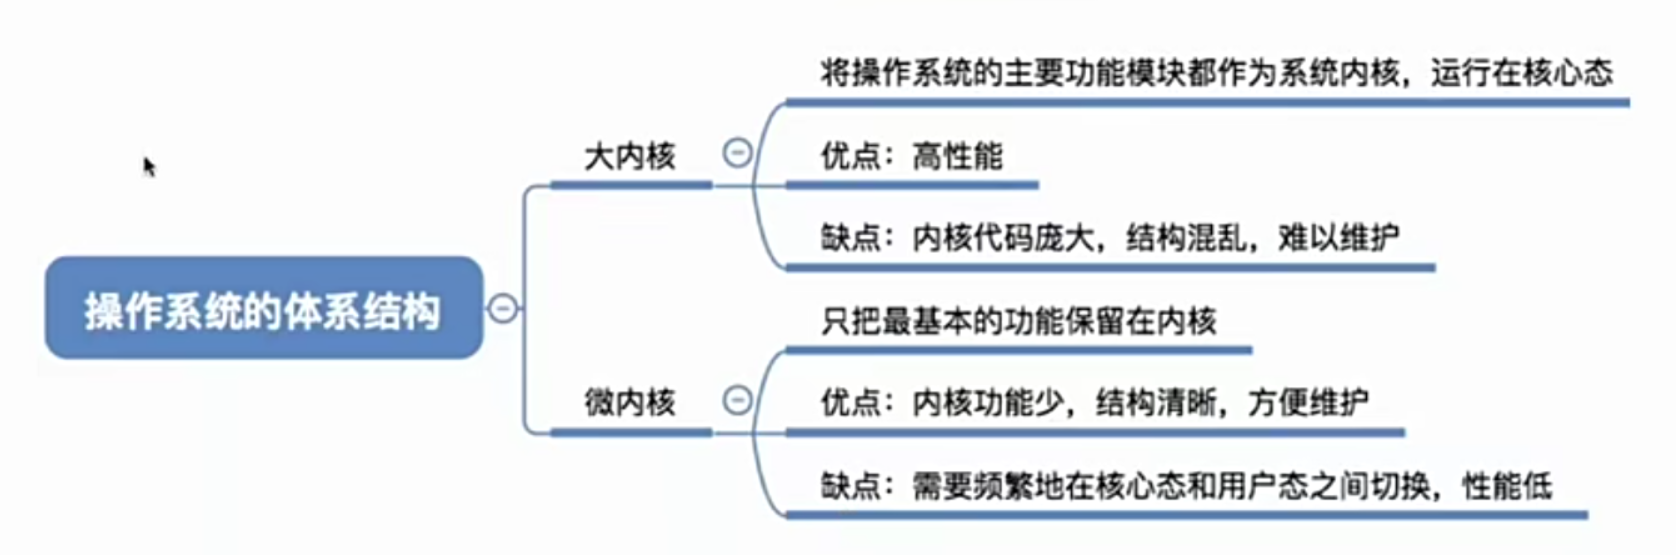 操作系统的体系结构
大内核
将操作系统的主要功能模块都作为系统内核，运行在核心态
优点：高性能
缺点：内核代码庞大，结构混乱，难以维护
微内核
只把最基本的功能保留在内核
优点：内核功能少，结构清晰，方便维护
缺点：需要频繁地在核心态和用户态之间切换，性能低